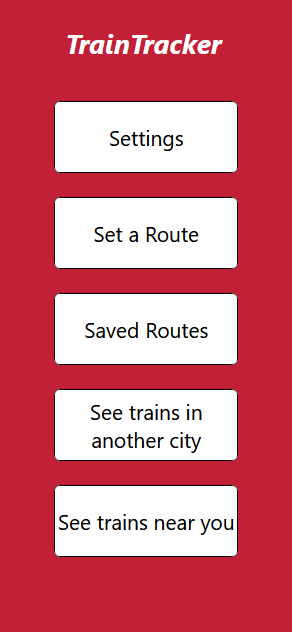 TrainTracker
Settings
Set a Route
Saved Routes
See trains in
another city
See trains near you